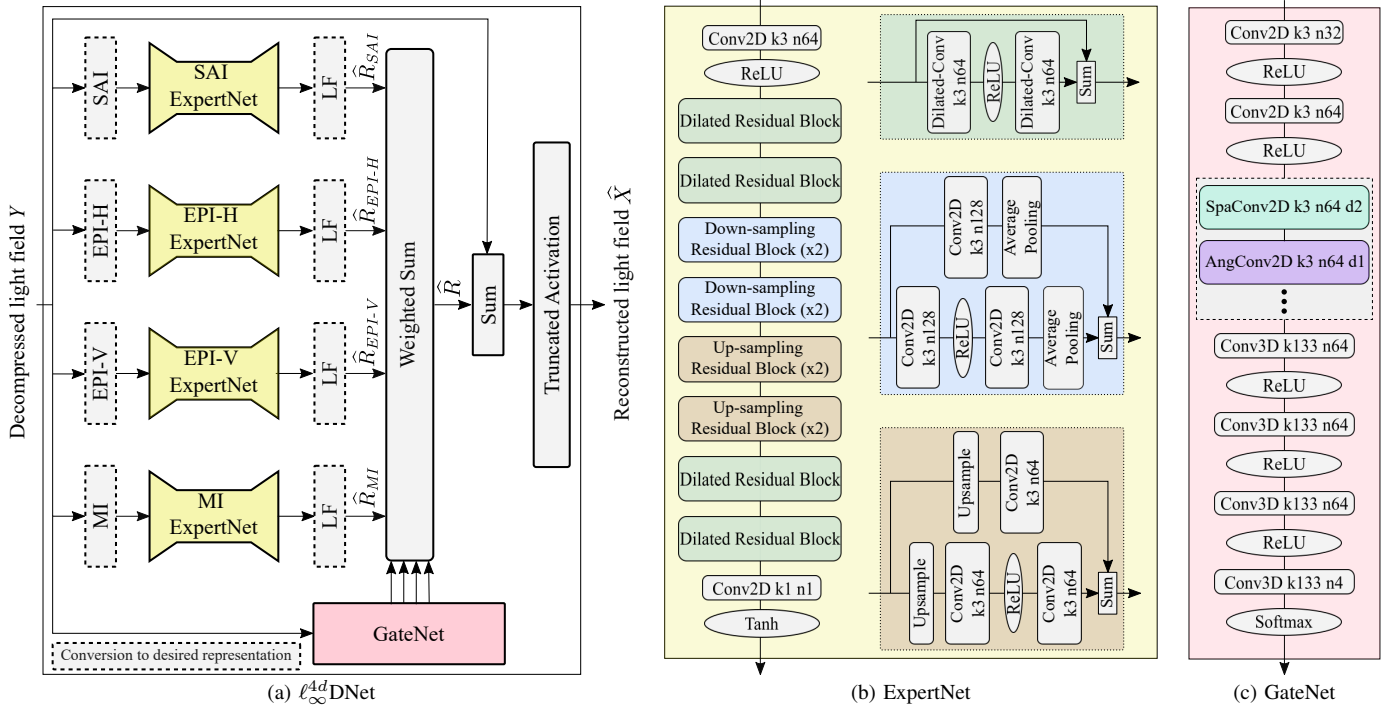 Decompressed light field Y
SAI
SAI
ExpertNet
LF
R̂_SAI
EPI-H
EPI-H
ExpertNet
LF
R̂_EPI-H
EPI-V
EPI-V
ExpertNet
LF
R̂_EPI-V
MI
MI
ExpertNet
LF
R̂_MI
Weighted Sum
R̂
Sum
Truncated Activation
Reconstructed light field X̂
GateNet
Conversion to desired representation
(a) ℓ∞^4d DNet
Conv2D k3 n64
ReLU
Dilated Residual Block
Dilated Residual Block
Down-sampling
Residual Block (x2)
Down-sampling
Residual Block (x2)
Up-sampling
Residual Block (x2)
Up-sampling
Residual Block (x2)
Dilated Residual Block
Dilated Residual Block
Conv2D k1 n1
Tanh
Dilated-Conv
k3 n64
ReLU
Dilated-Conv
k3 n64
Sum
Conv2D
k3 n128
Average
Pooling
Conv2D
k3 n128
ReLU
Conv2D
k3 n128
Average
Pooling
Sum
Upsample
Conv2D
k3 n64
Upsample
Conv2D
k3 n64
ReLU
Conv2D
k3 n64
Sum
(b) ExpertNet
Conv2D k3 n32
ReLU
Conv2D k3 n64
ReLU
SpaConv2D k3 n64 d2
AngConv2D k3 n64 d1
Conv3D k133 n64
ReLU
Conv3D k133 n64
ReLU
Conv3D k133 n64
ReLU
Conv3D k133 n4
Softmax
(c) GateNet